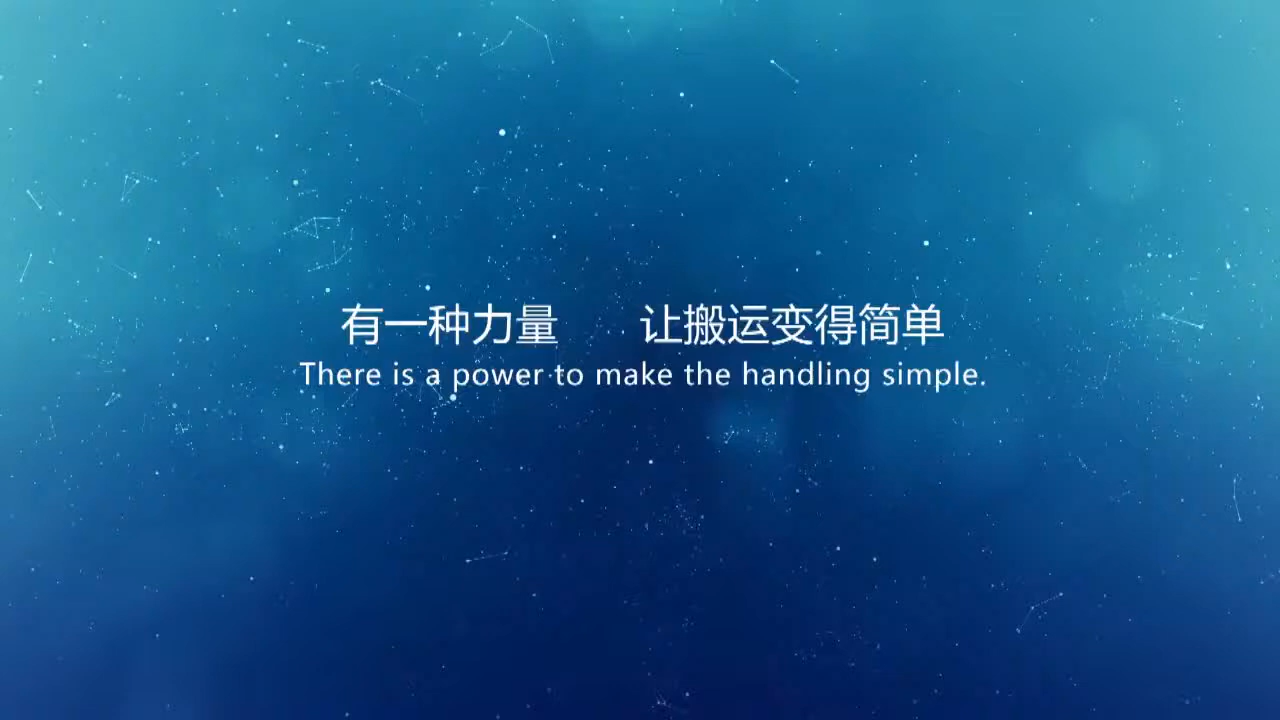 有一种力量 让搬运变得简单
There is a power to make the handling simple.